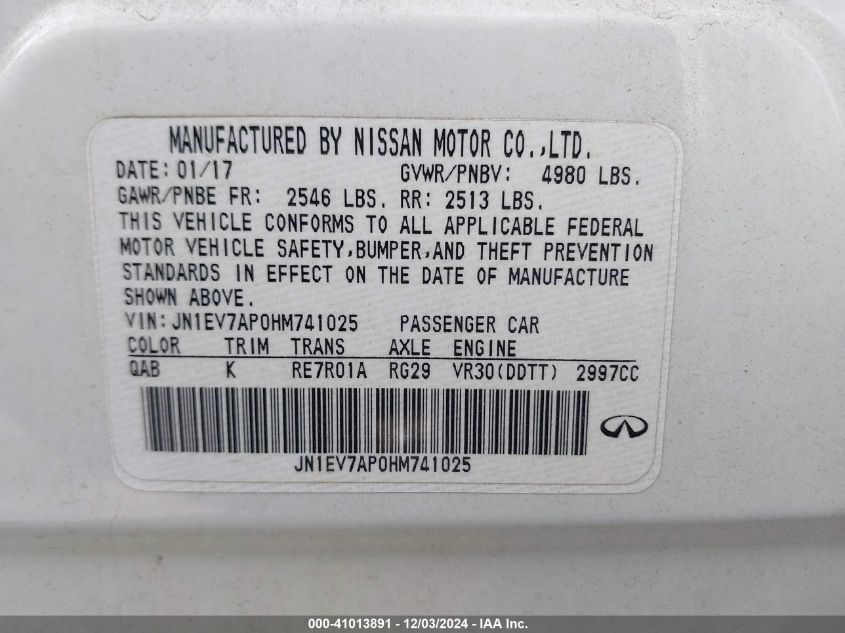 MANUFACTURED BY NISSAN MOTOR CO.,LTD.
DATE: 01/17 GVWR/PNBV: 4980 LBS.
GAWR/PNBE FR: 2546 LBS. RR: 2513 LBS.
THIS VEHICLE CONFORMS TO ALL APPLICABLE FEDERAL
MOTOR VEHICLE SAFETY,BUMPER,AND THEFT PREVENTION
STANDARDS IN EFFECT ON THE DATE OF MANUFACTURE
SHOWN ABOVE.
VIN: JN1EV7AP0HM741025 PASSENGER CAR
COLOR TRIM TRANS AXLE ENGINE
QAB K RE7R01A RG29 VR30(DDTT) 2997CC
JN1EV7AP0HM741025
000-41013891 - 12/03/2024 - iaai.com